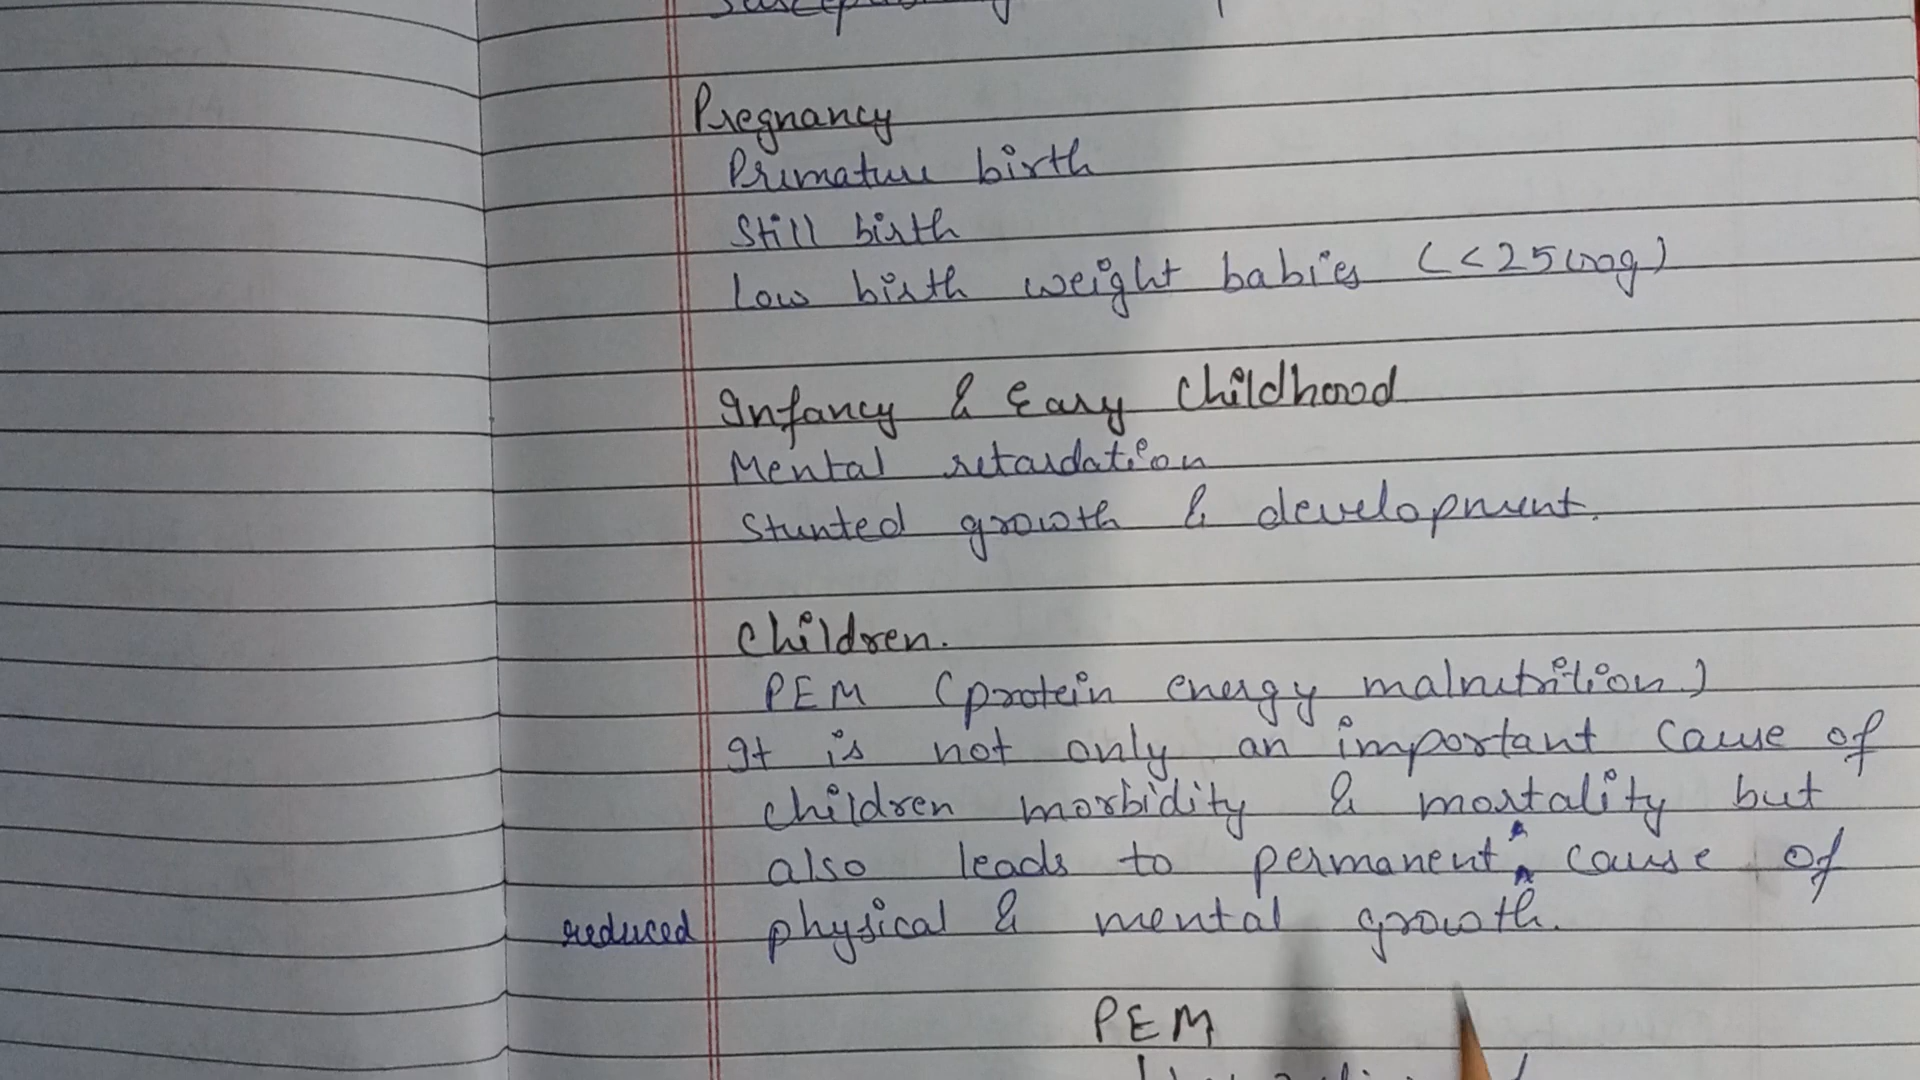 Pregnancy
Premature birth
Still birth
Low birth weight babies (<2500g)
Infancy & Eary Childhood
Mental retardation
Stunted growth & development.
Children.
PEM (protein energy malnutrition)
It is not only an important cause of
children morbidity & mortality but
also leads to permanent cause of
reduced physical & mental growth.
PEM